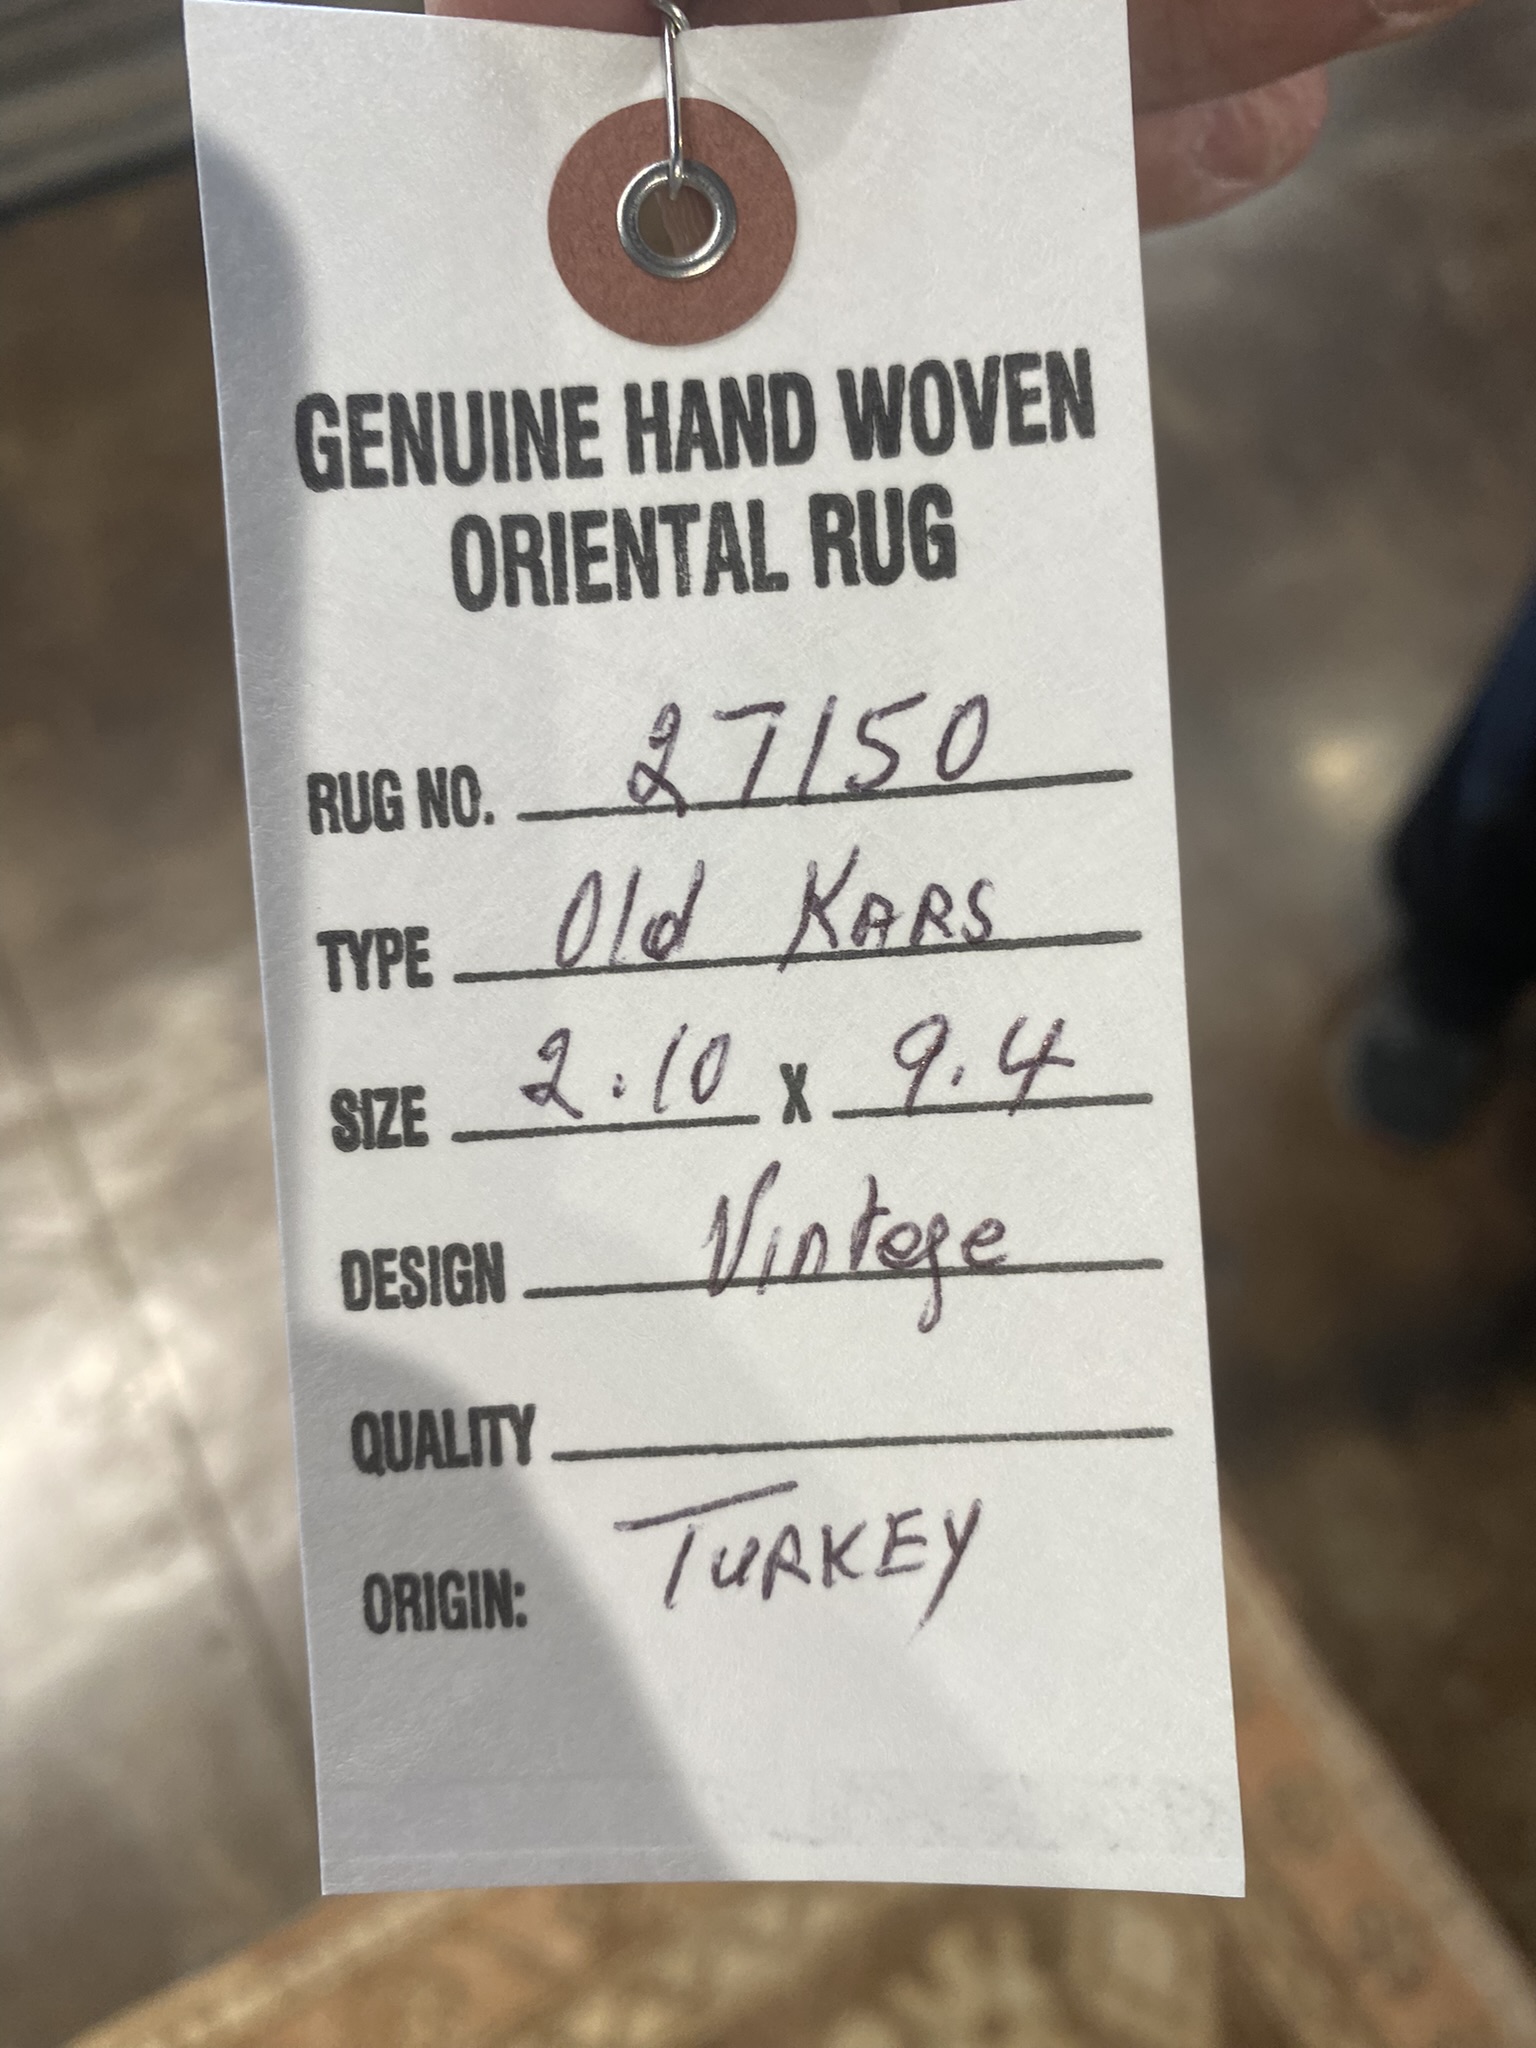 GENUINE HAND WOVEN
ORIENTAL RUG
RUG NO. 27150
TYPE Old KARS
SIZE 2.10 X 9.4
DESIGN Vintege
QUALITY
ORIGIN: TURKEY